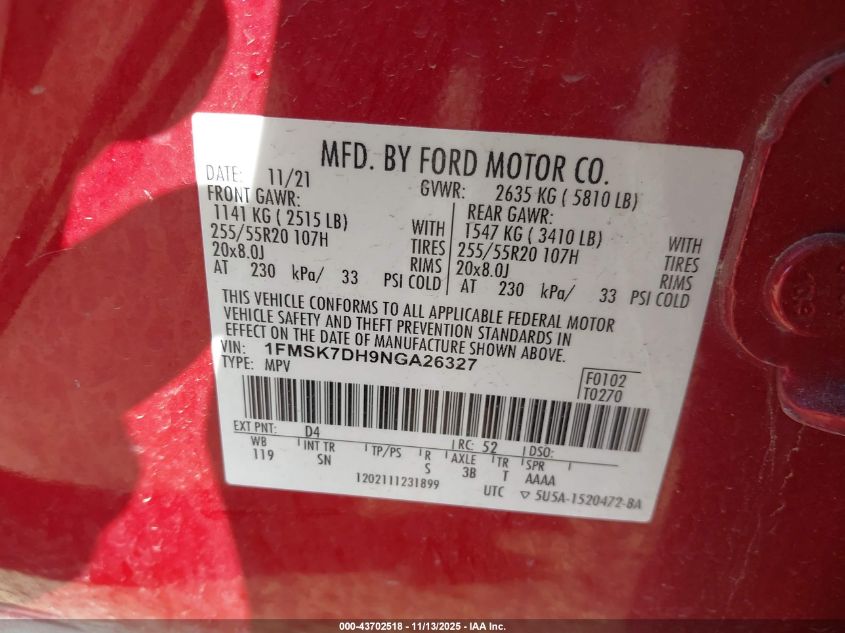 MFD. BY FORD MOTOR CO.
DATE: 11/21 GVWR: 2635 KG ( 5810 LB)
FRONT GAWR: REAR GAWR:
1141 KG ( 2515 LB) WITH 1547 KG ( 3410 LB) WITH
255/55R20 107H TIRES 255/55R20 107H TIRES
20x8.0J RIMS 20x8.0J RIMS
AT 230 kPa/ 33 PSI COLD AT 230 kPa/ 33 PSI COLD
THIS VEHICLE CONFORMS TO ALL APPLICABLE FEDERAL MOTOR
VEHICLE SAFETY AND THEFT PREVENTION STANDARDS IN
EFFECT ON THE DATE OF MANUFACTURE SHOWN ABOVE.
VIN: 1FMSK7DH9NGA26327
TYPE: MPV F0102
T0270
EXT PNT: D4 RC: 52 DSO:
WB INT TR TP/PS R AXLE TR SPR
119 SN S 3B T AAAA
1202111231899 UTC ▽ 5U5A-1520472-BA
000-43702518 - 11/13/2025 - IAA Inc.